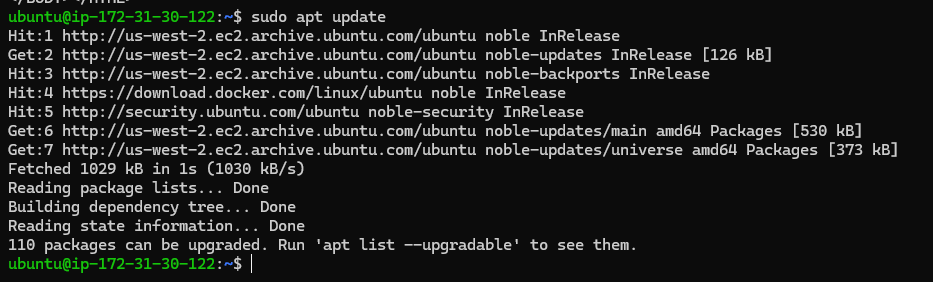 ubuntu@ip-172-31-30-122:~$ sudo apt update
Hit:1 http://us-west-2.ec2.archive.ubuntu.com/ubuntu noble InRelease
Get:2 http://us-west-2.ec2.archive.ubuntu.com/ubuntu noble-updates InRelease [126 kB]
Hit:3 http://us-west-2.ec2.archive.ubuntu.com/ubuntu noble-backports InRelease
Hit:4 https://download.docker.com/linux/ubuntu noble InRelease
Hit:5 http://security.ubuntu.com/ubuntu noble-security InRelease
Get:6 http://us-west-2.ec2.archive.ubuntu.com/ubuntu noble-updates/main amd64 Packages [530 kB]
Get:7 http://us-west-2.ec2.archive.ubuntu.com/ubuntu noble-updates/universe amd64 Packages [373 kB]
Fetched 1029 kB in 1s (1030 kB/s)
Reading package lists... Done
Building dependency tree... Done
Reading state information... Done
110 packages can be upgraded. Run 'apt list --upgradable' to see them.
ubuntu@ip-172-31-30-122:~$